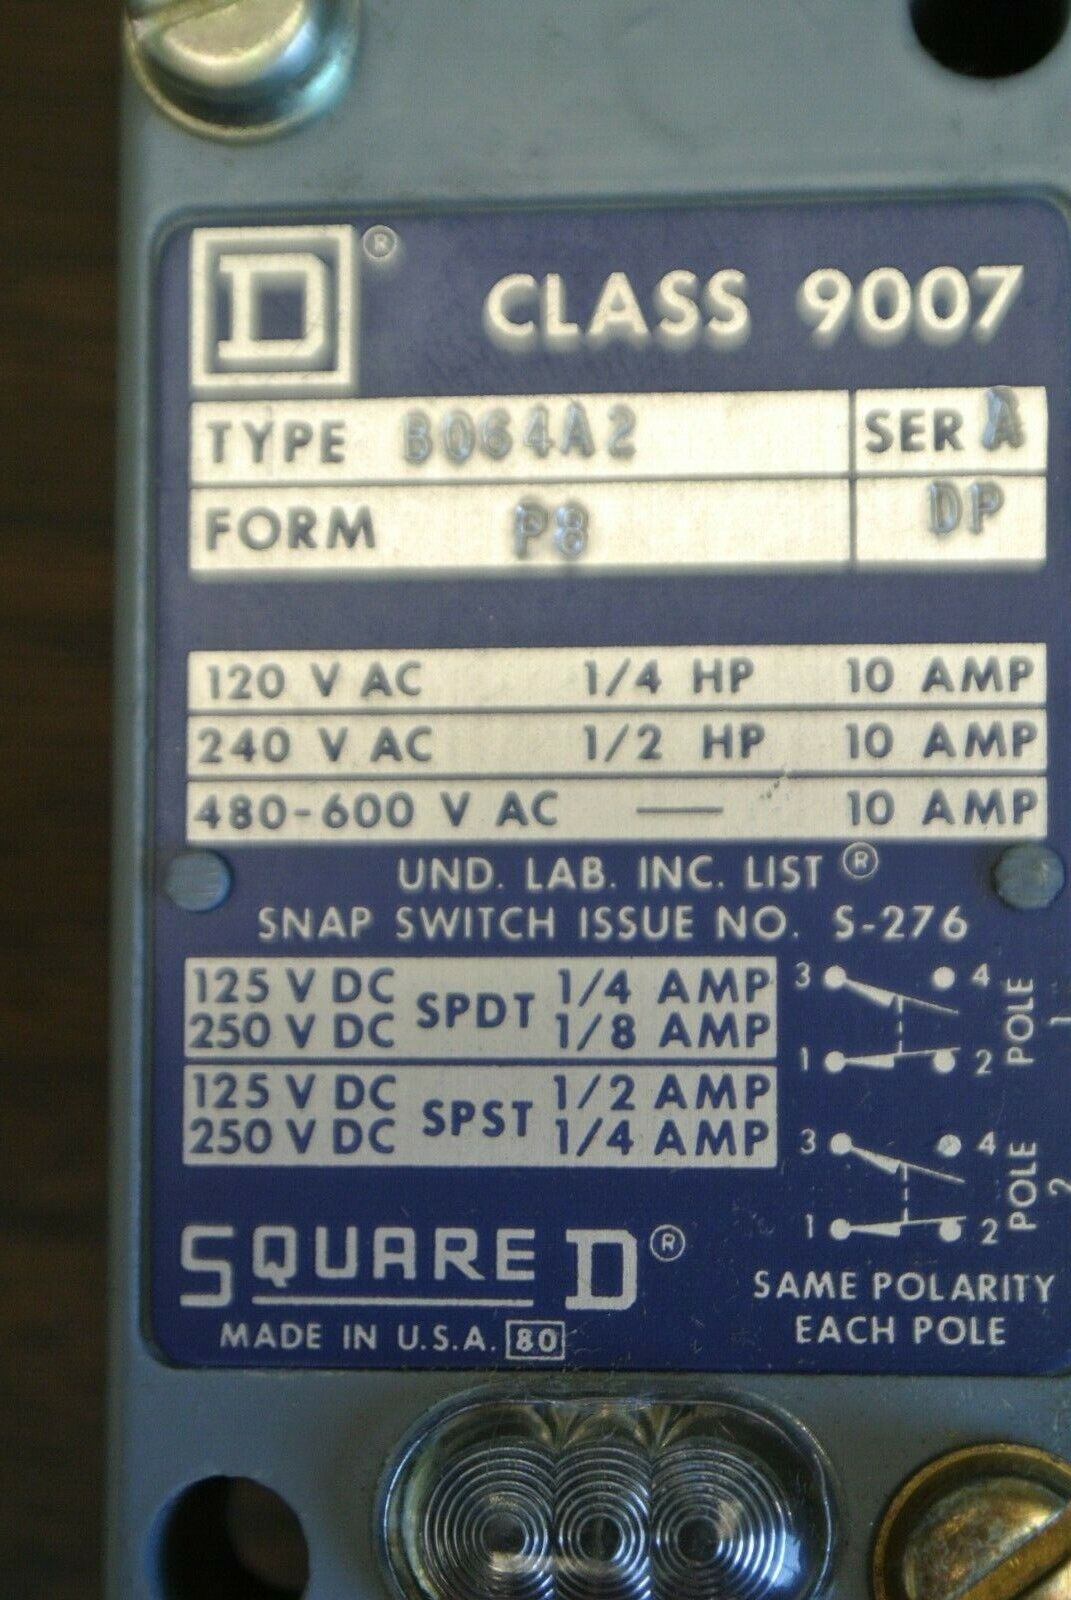 D ® CLASS 9007
TYPE B064A2 SER A
FORM P8 DP
120 V AC 1/4 HP 10 AMP
240 V AC 1/2 HP 10 AMP
480-600 V AC — 10 AMP
UND. LAB. INC. LIST ®
SNAP SWITCH ISSUE NO. S-276
125 V DC SPDT 1/4 AMP
250 V DC 1/8 AMP
125 V DC SPST 1/2 AMP
250 V DC 1/4 AMP
3 4
1 2
POLE 1
3 4
1 2
POLE 2
SAME POLARITY
EACH POLE
SQUARE D ®
MADE IN U.S.A. 80